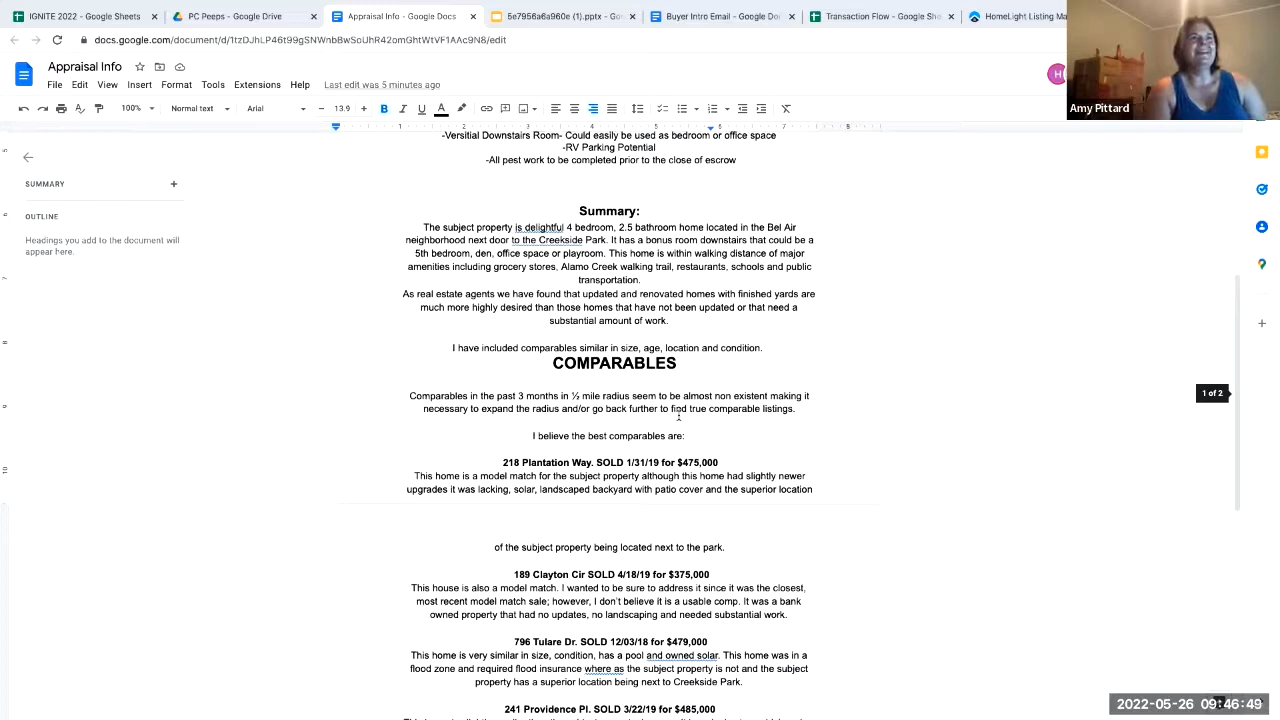 IGNITE 2022 - Google Sheets
PC Peeps - Google Drive
Appraisal Info - Google Docs
5e7956a6a960e (1).pptx - Goo
Buyer Intro Email - Google Do
Transaction Flow - Google She
HomeLight Listing Ma
docs.google.com/document/d/1tzDJhLP46t99gSNWnbBwSoUhR42omGhtWtVF1AAc9N8/edit
Appraisal Info
File Edit View Insert Format Tools Extensions Help Last edit was 5 minutes ago
H
Amy Pittard
100% Normal text Arial 13.9 B I U A
1 2 3 4 5 6 7 8
SUMMARY
OUTLINE
Headings you add to the document will
appear here.
-Versitial Downstairs Room- Could easily be used as bedroom or office space
-RV Parking Potential
-All pest work to be completed prior to the close of escrow
Summary:
The subject property is delightful 4 bedroom, 2.5 bathroom home located in the Bel Air
neighborhood next door to the Creekside Park. It has a bonus room downstairs that could be a
5th bedroom, den, office space or playroom. This home is within walking distance of major
amenities including grocery stores, Alamo Creek walking trail, restaurants, schools and public
transportation.
As real estate agents we have found that updated and renovated homes with finished yards are
much more highly desired than those homes that have not been updated or that need a
substantial amount of work.
I have included comparables similar in size, age, location and condition.
COMPARABLES
Comparables in the past 3 months in ½ mile radius seem to be almost non existent making it
necessary to expand the radius and/or go back further to find true comparable listings.
1 of 2
I believe the best comparables are:
218 Plantation Way. SOLD 1/31/19 for $475,000
This home is a model match for the subject property although this home had slightly newer
upgrades it was lacking, solar, landscaped backyard with patio cover and the superior location
of the subject property being located next to the park.
189 Clayton Cir SOLD 4/18/19 for $375,000
This house is also a model match. I wanted to be sure to address it since it was the closest,
most recent model match sale; however, I don't believe it is a usable comp. It was a bank
owned property that had no updates, no landscaping and needed substantial work.
796 Tulare Dr. SOLD 12/03/18 for $479,000
This home is very similar in size, condition, has a pool and owned solar. This home was in a
flood zone and required flood insurance where as the subject property is not and the subject
property has a superior location being next to Creekside Park.
241 Providence Pl. SOLD 3/22/19 for $485,000
2022-05-26 09:46:49